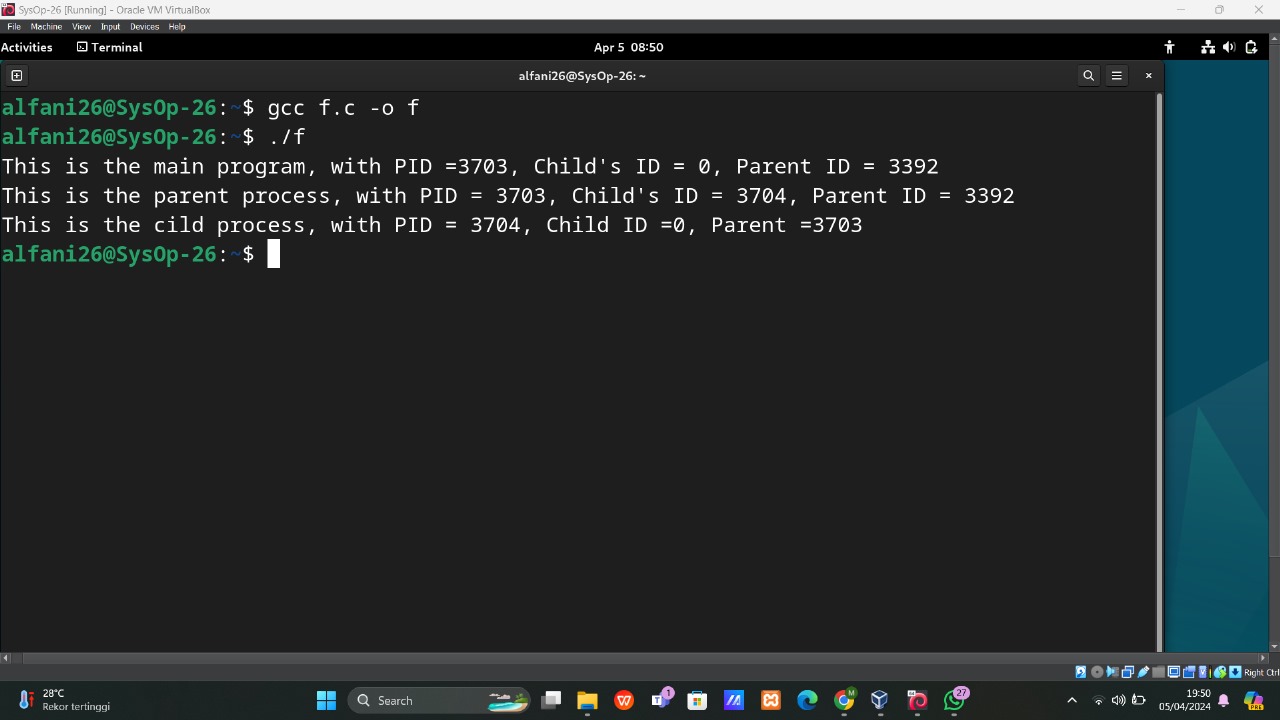 SysOp-26 [Running] - Oracle VM VirtualBox
File Machine View Input Devices Help
Activities Terminal Apr 5 08:50
alfani26@SysOp-26: ~
alfani26@SysOp-26:~$ gcc f.c -o f
alfani26@SysOp-26:~$ ./f
This is the main program, with PID =3703, Child's ID = 0, Parent ID = 3392
This is the parent process, with PID = 3703, Child's ID = 3704, Parent ID = 3392
This is the cild process, with PID = 3704, Child ID =0, Parent =3703
alfani26@SysOp-26:~$
Right Ctrl
28°C
Rekor tertinggi
Search
1
M
27
19:50
05/04/2024
PRE